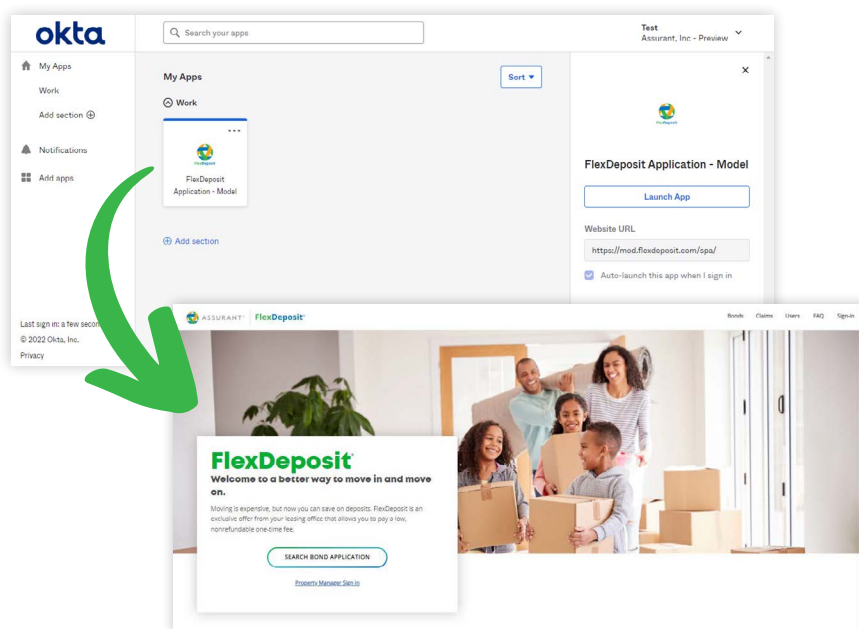 okta
Search your apps
Test
Assurant, Inc - Preview
My Apps
Work
Add section
Notifications
Add apps
Last sign in: a few secon
© 2022 Okta, Inc.
Privacy
My Apps
Sort
Work
FlexDeposit
FlexDeposit
Application - Model
Add section
FlexDeposit
FlexDeposit Application - Model
Launch App
Website URL
https://mod.flexdeposit.com/spa/
Auto-launch this app when I sign in
ASSURANT FlexDeposit
Bonds Claims Users FAQ Sign-in
FlexDeposit
Welcome to a better way to move in and move
on.
Moving is expensive, but now you can save on deposits. FlexDeposit is an
exclusive offer from your leasing office that allows you to pay a low,
nonrefundable one-time fee.
SEARCH BOND APPLICATION
Property Manager Sign in